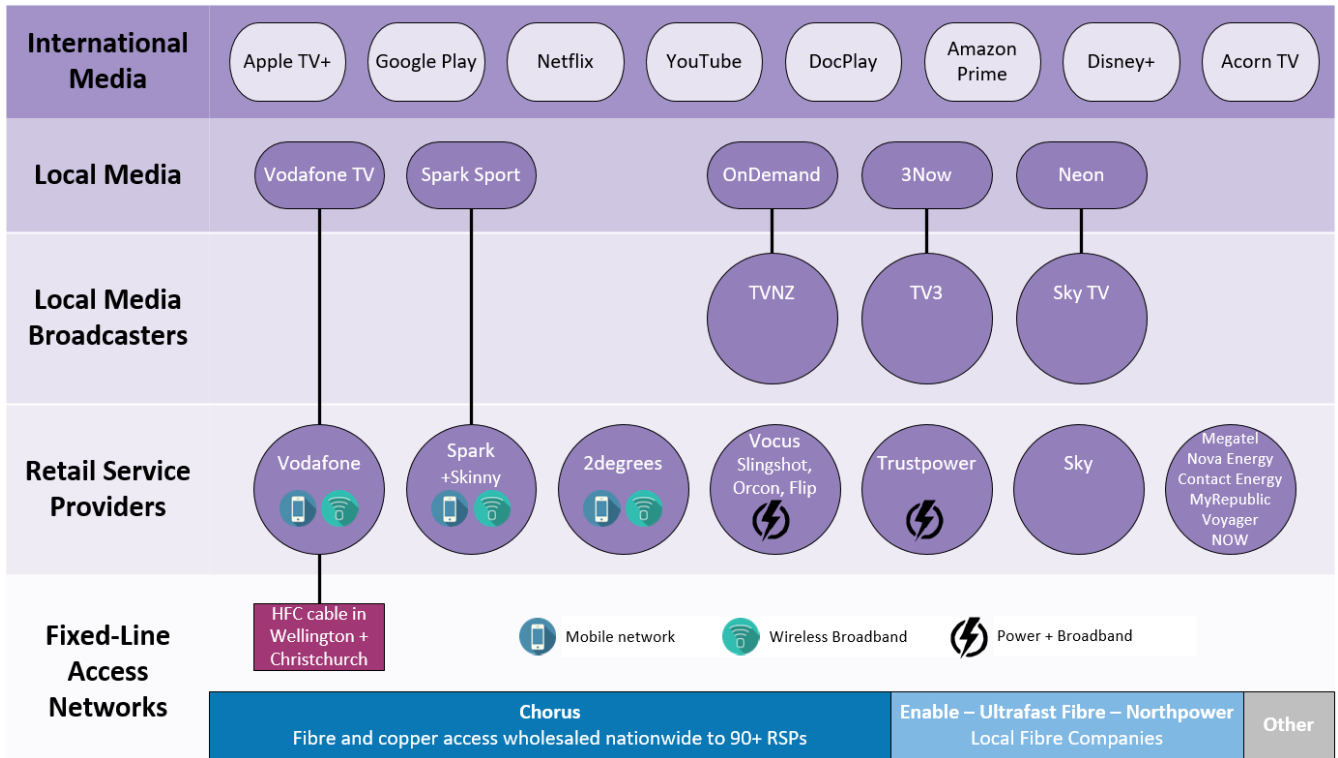 International
Media
Apple TV+
Google Play
Netflix
YouTube
DocPlay
Amazon
Prime
Disney+
Acorn TV
Local Media
Vodafone TV
Spark Sport
OnDemand
3Now
Neon
Local Media
Broadcasters
TVNZ
TV3
Sky TV
Retail Service
Providers
Vodafone
Spark
+Skinny
2degrees
Vocus
Slingshot,
Orcon, Flip
Trustpower
Sky
Megatel
Nova Energy
Contact Energy
MyRepublic
Voyager
NOW
Fixed-Line
Access
Networks
HFC cable in
Wellington +
Christchurch
Mobile network
Wireless Broadband
Power + Broadband
Chorus
Fibre and copper access wholesaled nationwide to 90+ RSPs
Enable – Ultrafast Fibre – Northpower
Local Fibre Companies
Other